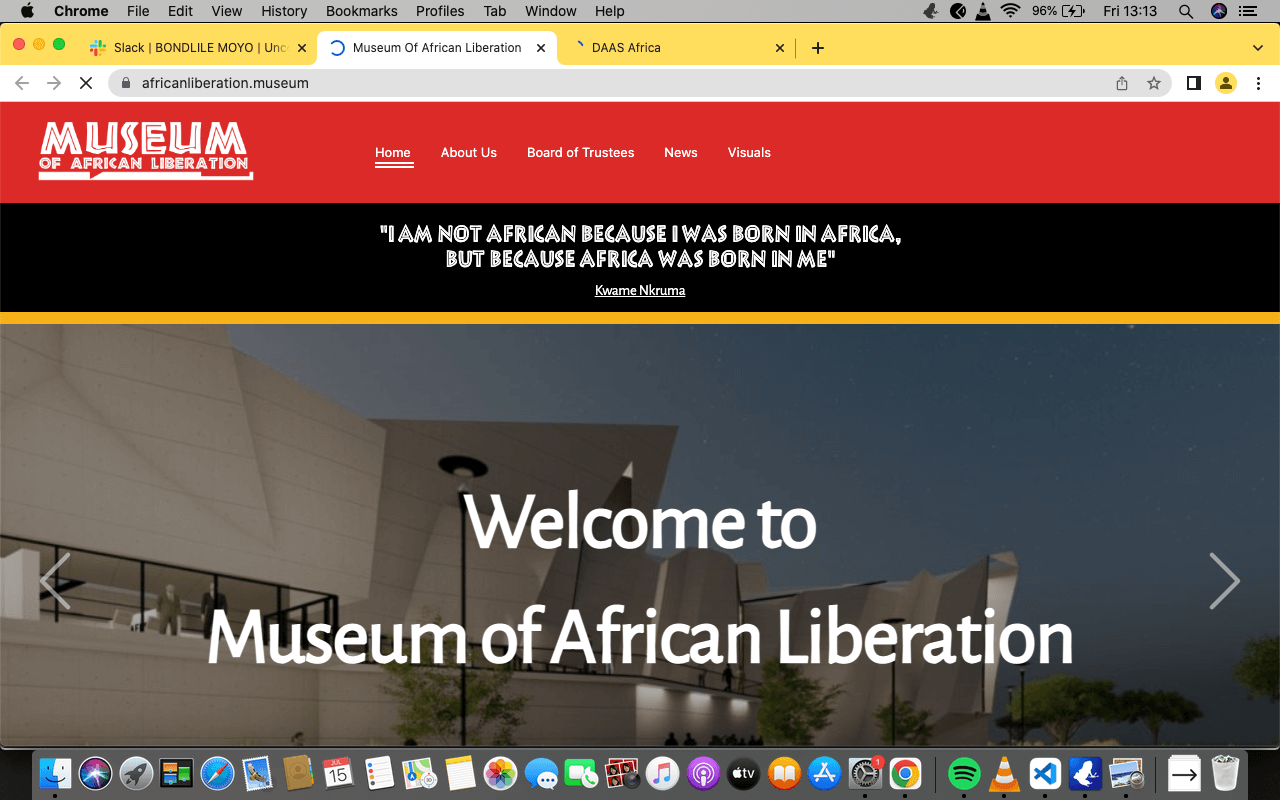 Chrome File Edit View History Bookmarks Profiles Tab Window Help 96% Fri 13:13
Slack | BONDLILE MOYO | Unc Museum Of African Liberation DAAS Africa
africanliberation.museum
MUSEUM
OF AFRICAN LIBERATION
Home About Us Board of Trustees News Visuals
"I AM NOT AFRICAN BECAUSE I WAS BORN IN AFRICA,
BUT BECAUSE AFRICA WAS BORN IN ME"
Kwame Nkruma
Welcome to
Museum of African Liberation
JUL
15
tv
1